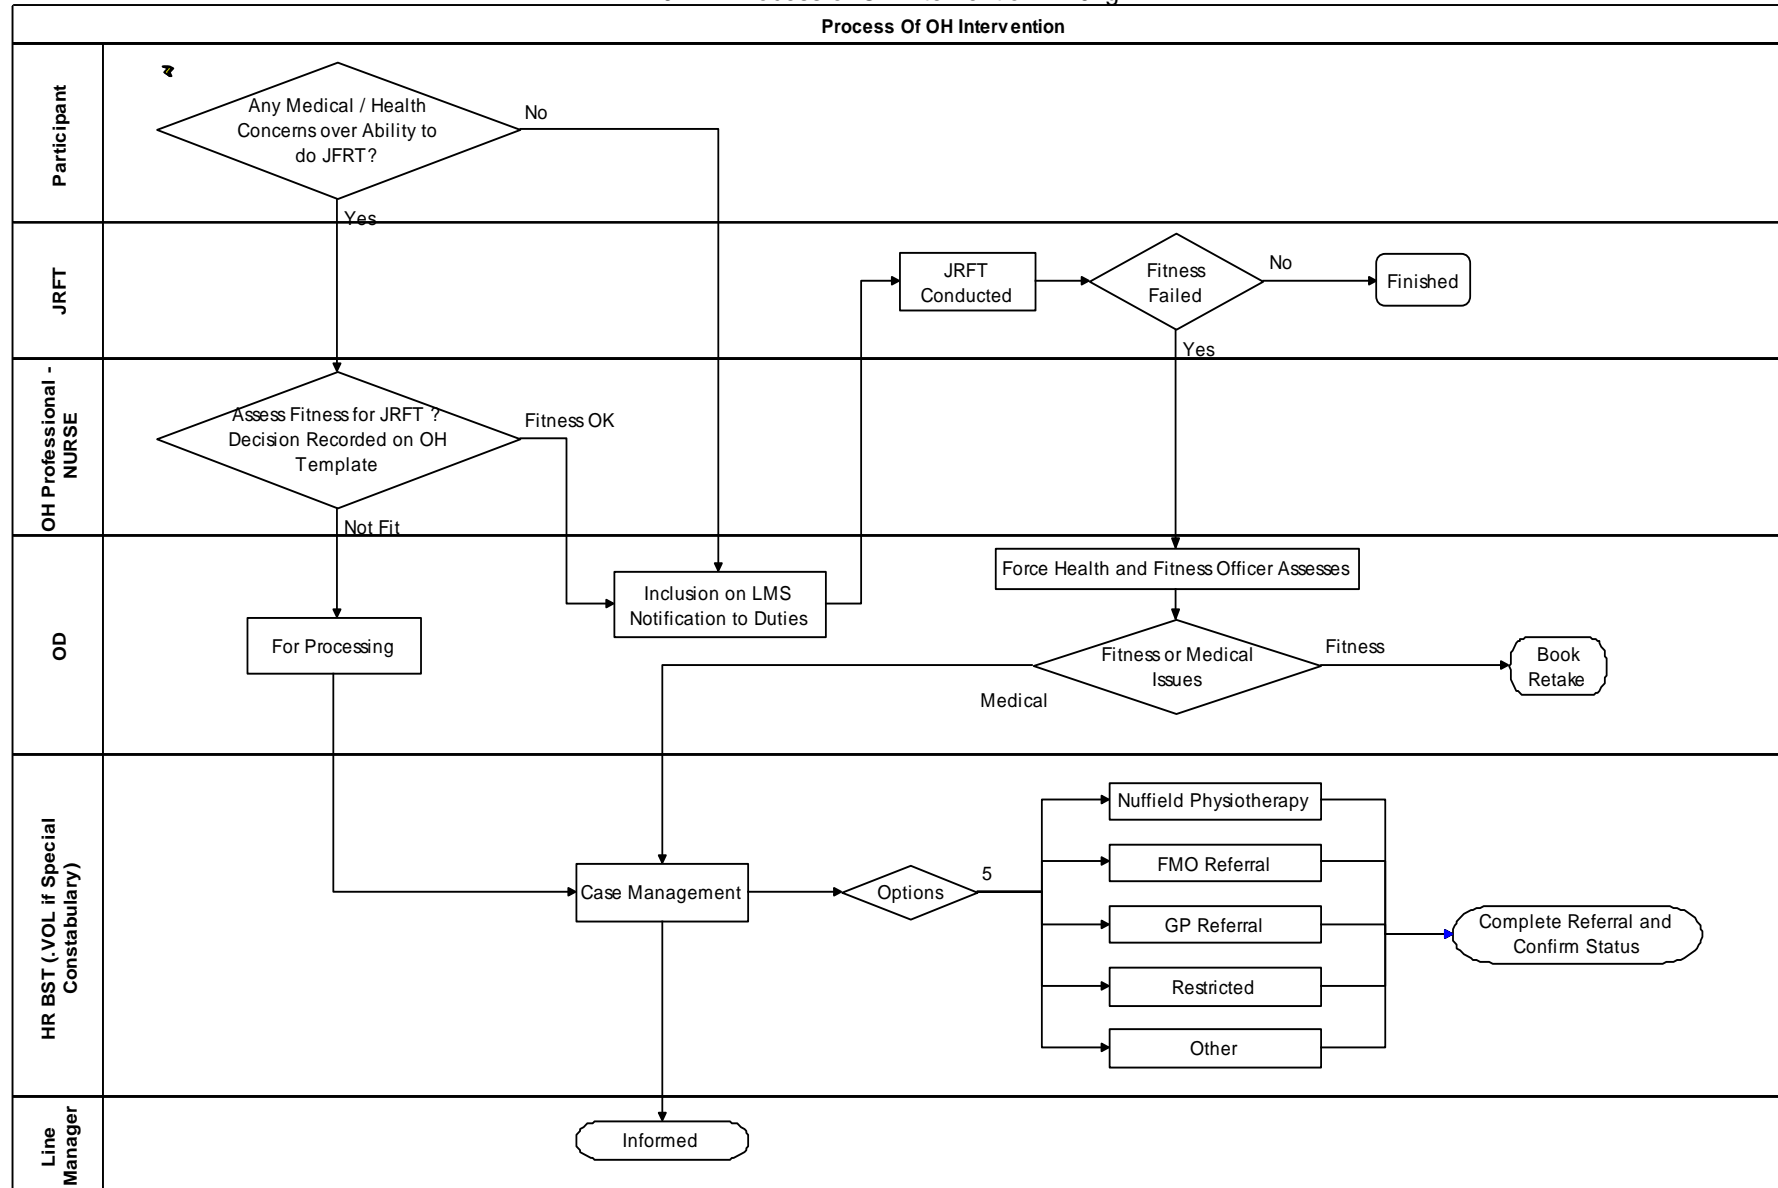 Process Of OH Intervention
Participant
Any Medical / Health
Concerns over Ability to
do JFRT?
No
Yes
JRFT
JRFT
Conducted
Fitness
Failed
No
Finished
Yes
OH Professional -
NURSE
Assess Fitness for JRFT ?
Decision Recorded on OH
Template
Fitness OK
Not Fit
OD
For Processing
Inclusion on LMS
Notification to Duties
Force Health and Fitness Officer Assesses
Fitness or Medical
Issues
Fitness
Medical
Book
Retake
HR BST (.VOL if Special
Constabulary)
Case Management
Options
5
Nuffield Physiotherapy
FMO Referral
GP Referral
Restricted
Other
Complete Referral and
Confirm Status
Line
Manager
Informed